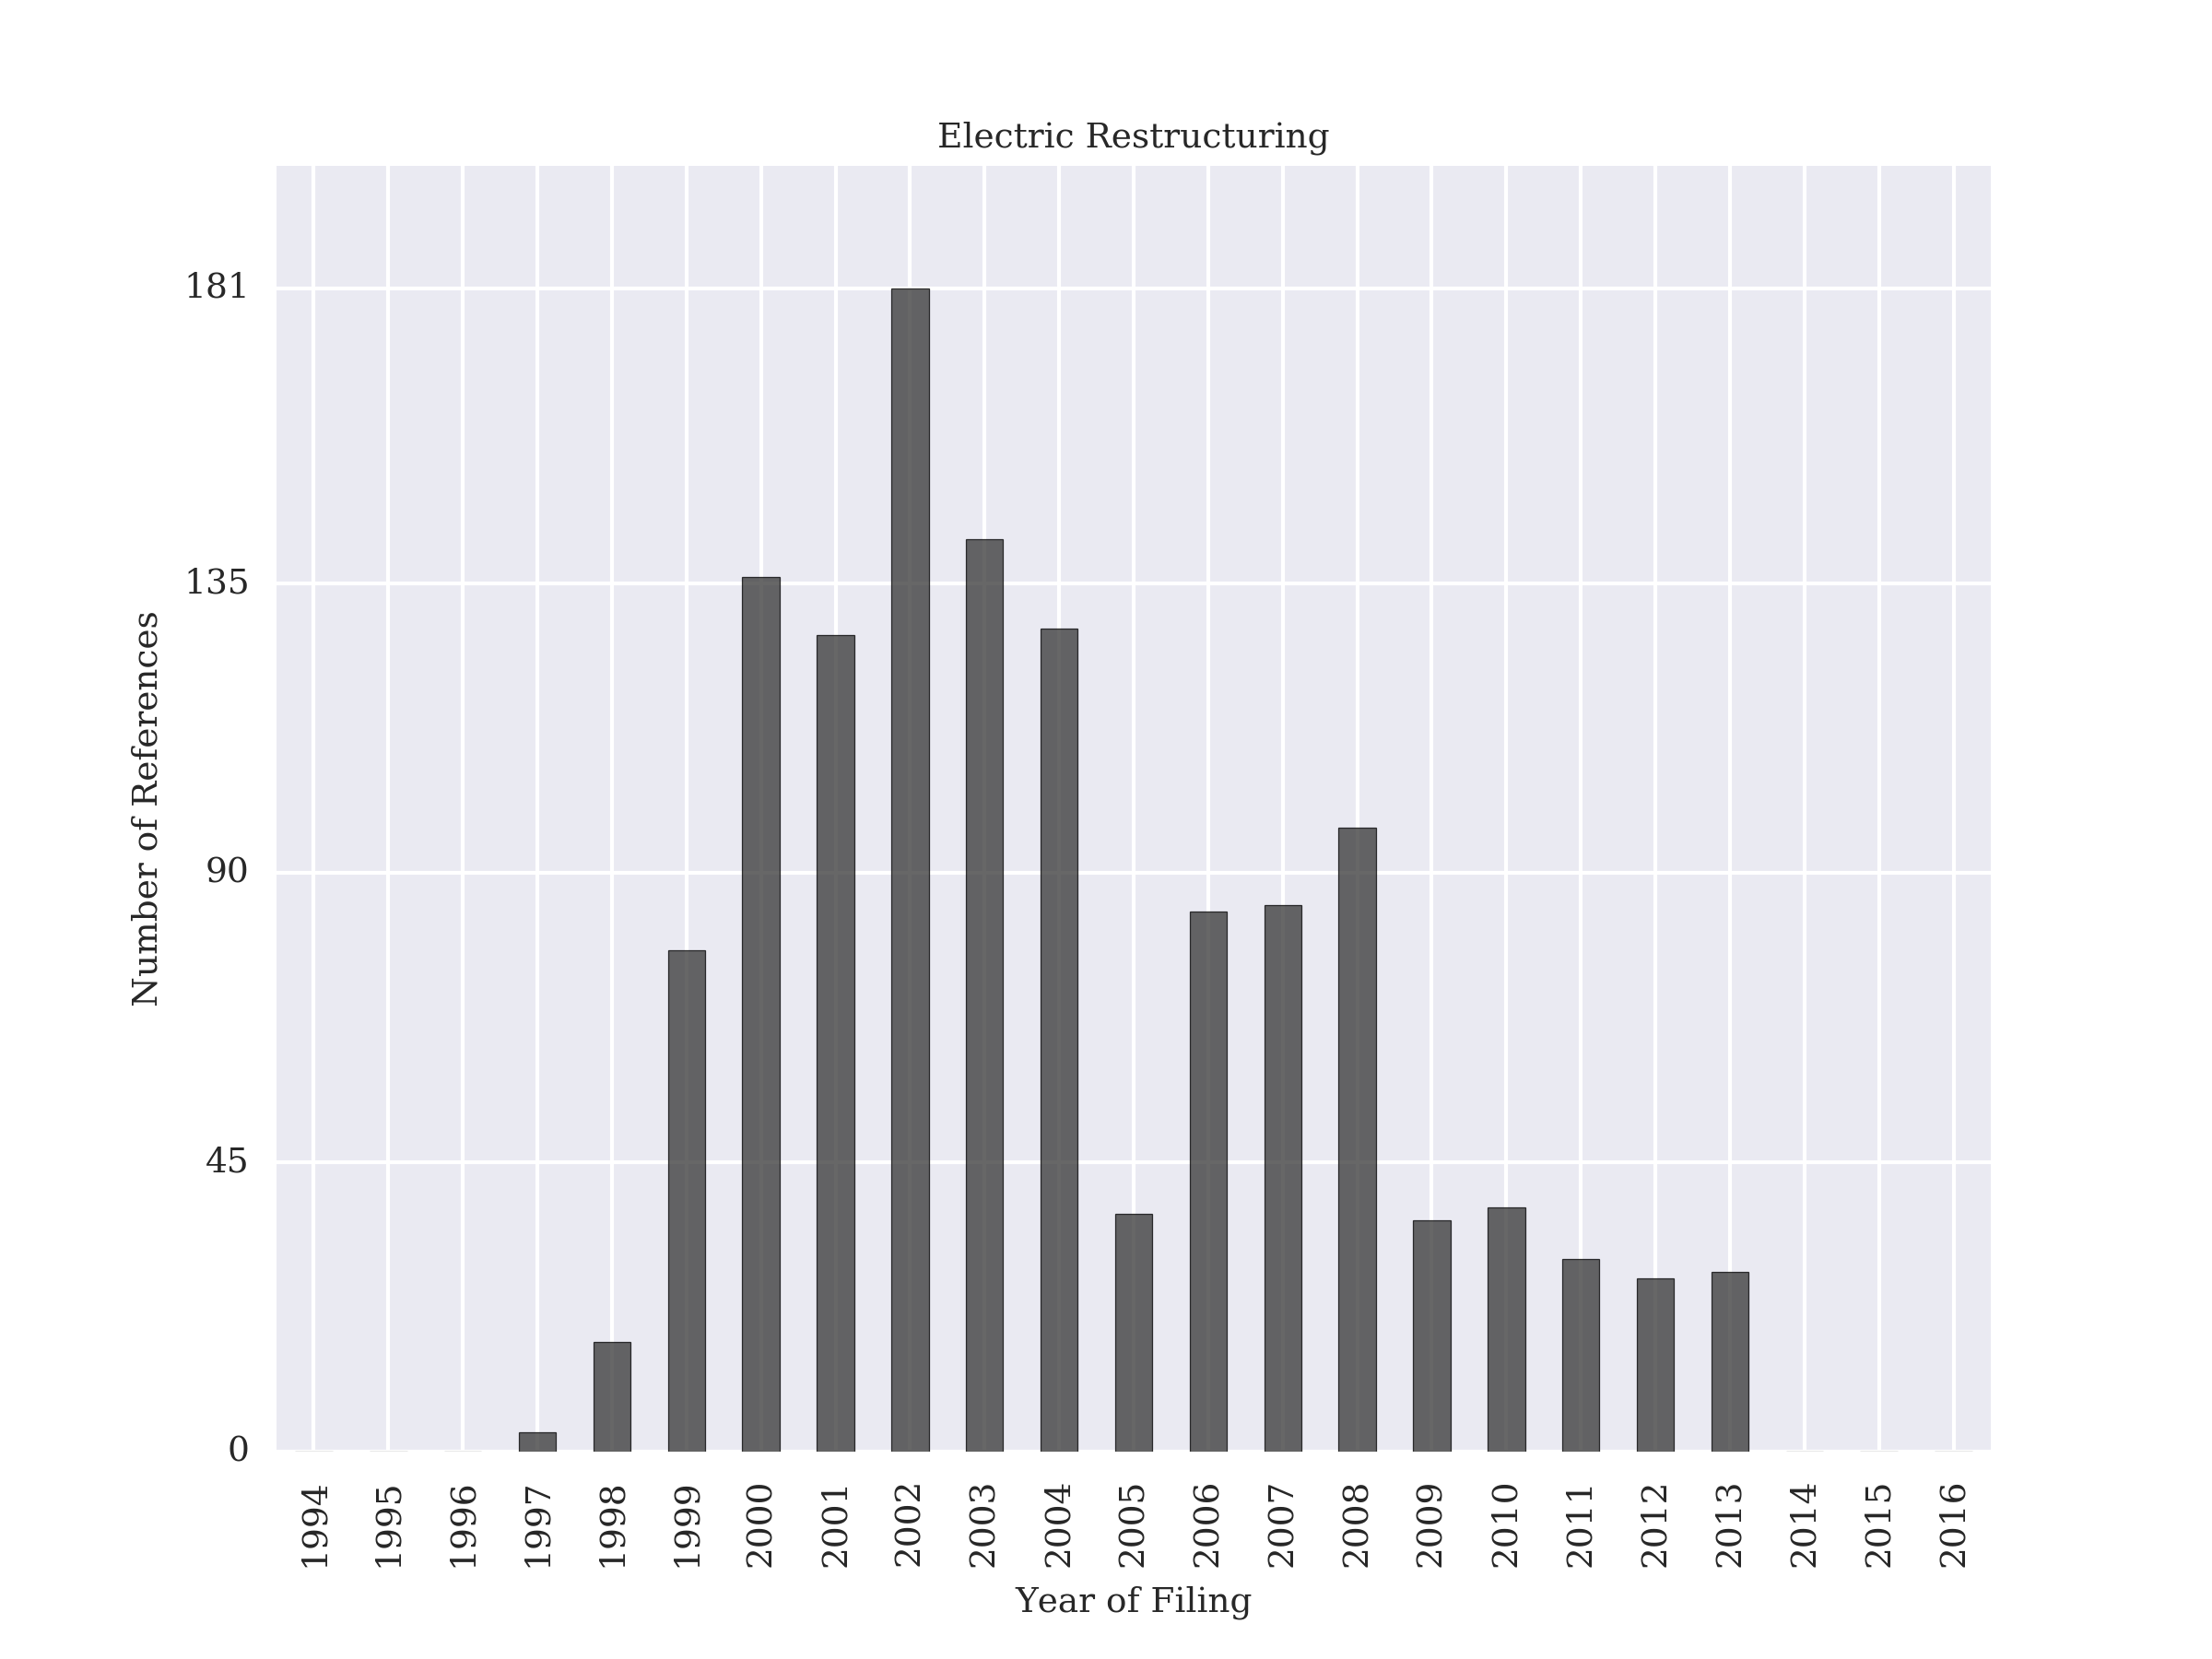 Electric Restructuring
181
135
90
45
0
Number of References
1994 1995 1996 1997 1998 1999 2000 2001 2002 2003 2004 2005 2006 2007 2008 2009 2010 2011 2012 2013 2014 2015 2016
Year of Filing